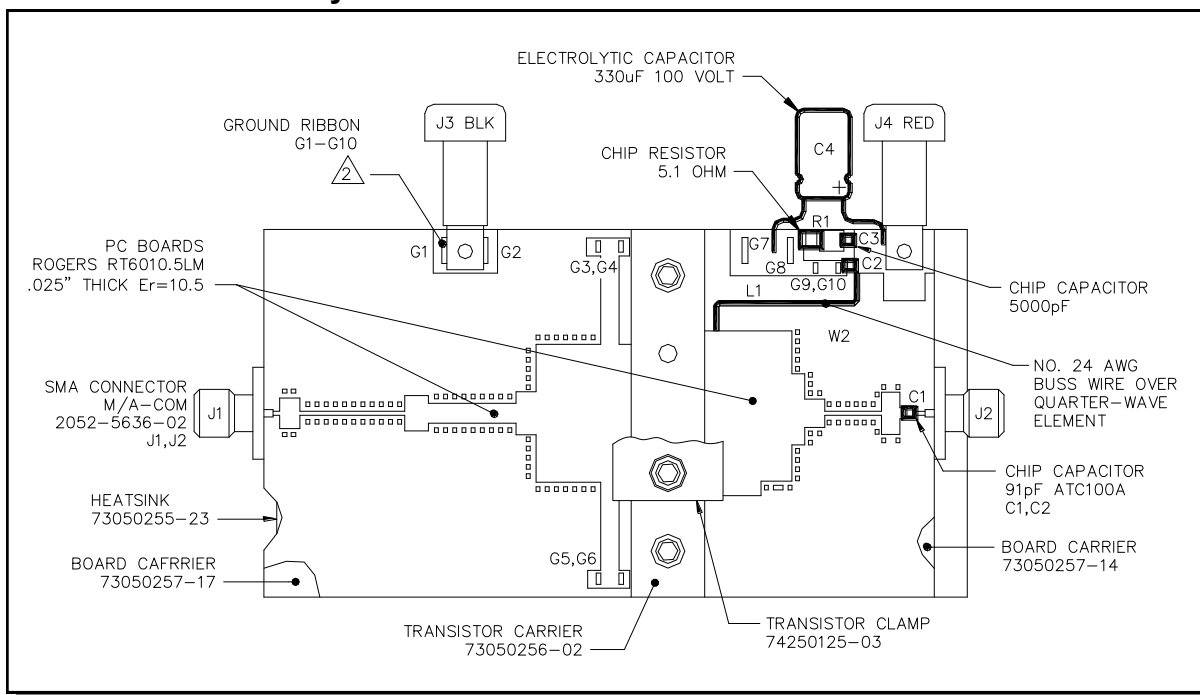 ELECTROLYTIC CAPACITOR
330uF 100 VOLT
GROUND RIBBON
G1-G10
2
J3 BLK
J4 RED
C4
+
CHIP RESISTOR
5.1 OHM
R1
PC BOARDS
ROGERS RT6010.5LM
.025" THICK Er=10.5
G1
G2
G3,G4
G7
G8
C3
C2
G9,G10
L1
CHIP CAPACITOR
5000pF
W2
NO. 24 AWG
BUSS WIRE OVER
QUARTER-WAVE
ELEMENT
SMA CONNECTOR
M/A-COM
2052-5636-02
J1,J2
J1
C1
J2
CHIP CAPACITOR
91pF ATC100A
C1,C2
HEATSINK
73050255-23
BOARD CAFRRIER
73050257-17
G5,G6
BOARD CARRIER
73050257-14
TRANSISTOR CARRIER
73050256-02
TRANSISTOR CLAMP
74250125-03